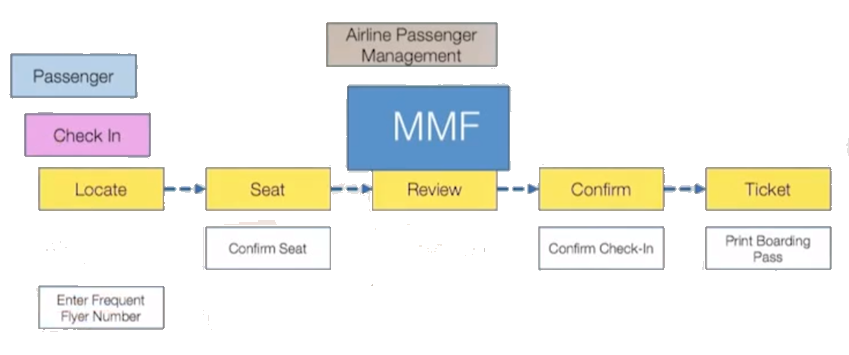 Airline Passenger
Management
Passenger
MMF
Check In
Locate
Seat
Review
Confirm
Ticket
Confirm Seat
Confirm Check-In
Print Boarding
Pass
Enter Frequent
Flyer Number